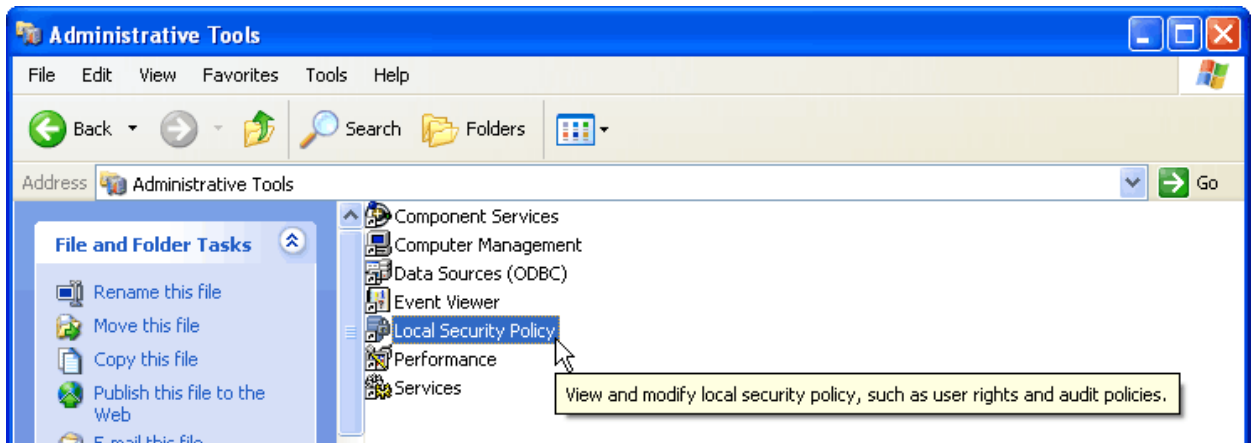 Administrative Tools
File Edit View Favorites Tools Help
Back Search Folders
Address Administrative Tools Go
File and Folder Tasks
Rename this file
Move this file
Copy this file
Publish this file to the
Web
E-mail this file
Component Services
Computer Management
Data Sources (ODBC)
Event Viewer
Local Security Policy
Performance
Services
View and modify local security policy, such as user rights and audit policies.